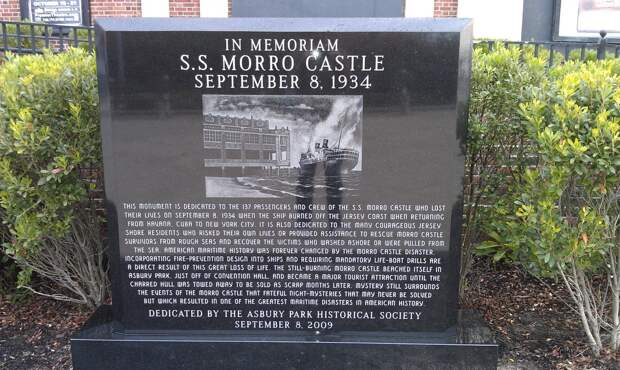 IN MEMORIAM
S.S. MORRO CASTLE
SEPTEMBER 8, 1934
THIS MONUMENT IS DEDICATED TO THE 137 PASSENGERS AND CREW OF THE S.S. MORRO CASTLE WHO LOST
THEIR LIVES ON SEPTEMBER 8, 1934 WHEN THE SHIP BURNED OFF THE JERSEY COAST WHEN RETURNING
FROM HAVANA, CUBA TO NEW YORK CITY. IT IS ALSO DEDICATED TO THE MANY COURAGEOUS JERSEY
SHORE RESIDENTS WHO RISKED THEIR OWN LIVES OR PROVIDED ASSISTANCE TO RESCUE MORRO CASTLE
SURVIVORS FROM ROUGH SEAS AND RECOVER THE VICTIMS WHO WASHED ASHORE OR WERE PULLED FROM
THE SEA. AMERICAN MARITIME HISTORY WAS FOREVER CHANGED BY THE MORRO CASTLE DISASTER.
INCORPORATING FIRE-PREVENTION DESIGN INTO SHIPS AND REQUIRING MANDATORY LIFE-BOAT DRILLS ARE
A DIRECT RESULT OF THIS GREAT LOSS OF LIFE. THE STILL-BURNING MORRO CASTLE BEACHED ITSELF IN
ASBURY PARK, JUST OFF OF CONVENTION HALL, AND BECAME A MAJOR TOURIST ATTRACTION UNTIL THE
CHARRED HULL WAS TOWED AWAY TO BE SOLD AS SCRAP MONTHS LATER. MYSTERY STILL SURROUNDS
THE EVENTS OF THE MORRO CASTLE THAT FATEFUL NIGHT-MYSTERIES THAT MAY NEVER BE SOLVED
BUT WHICH RESULTED IN ONE OF THE GREATEST MARITIME DISASTERS IN AMERICAN HISTORY.
DEDICATED BY THE ASBURY PARK HISTORICAL SOCIETY
SEPTEMBER 8, 2009